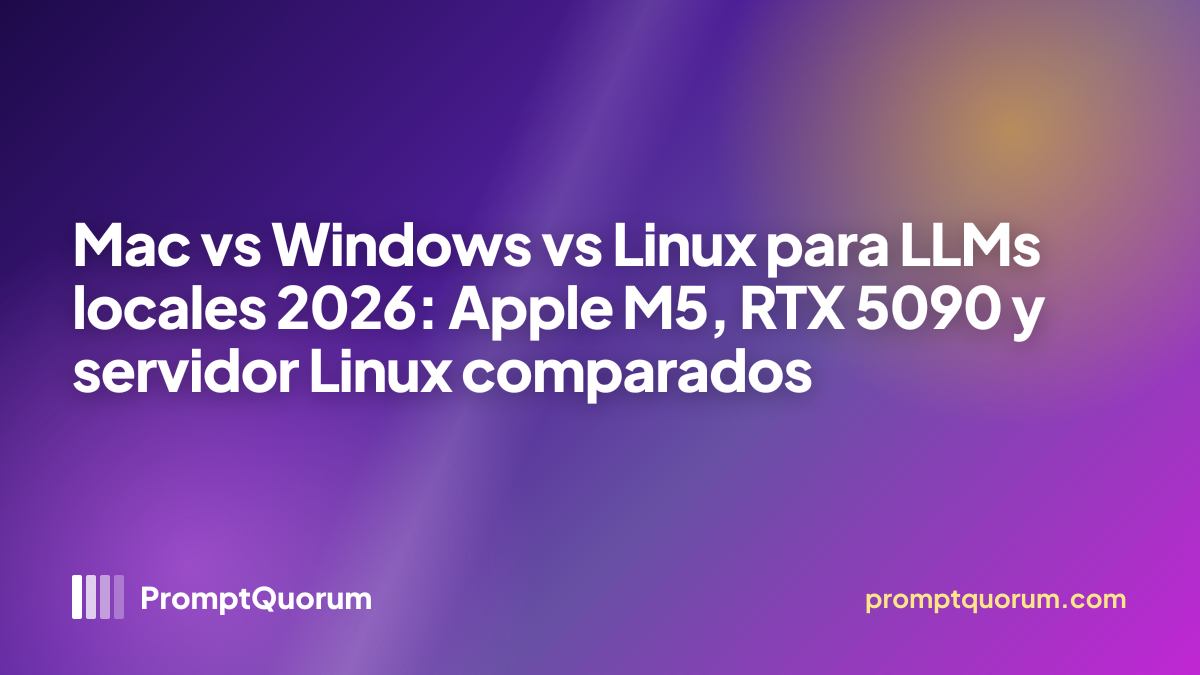 Mac vs Windows vs Linux para LLMs
locales 2026: Apple M5, RTX 5090 y
servidor Linux comparados
PromptQuorum
promptquorum.com